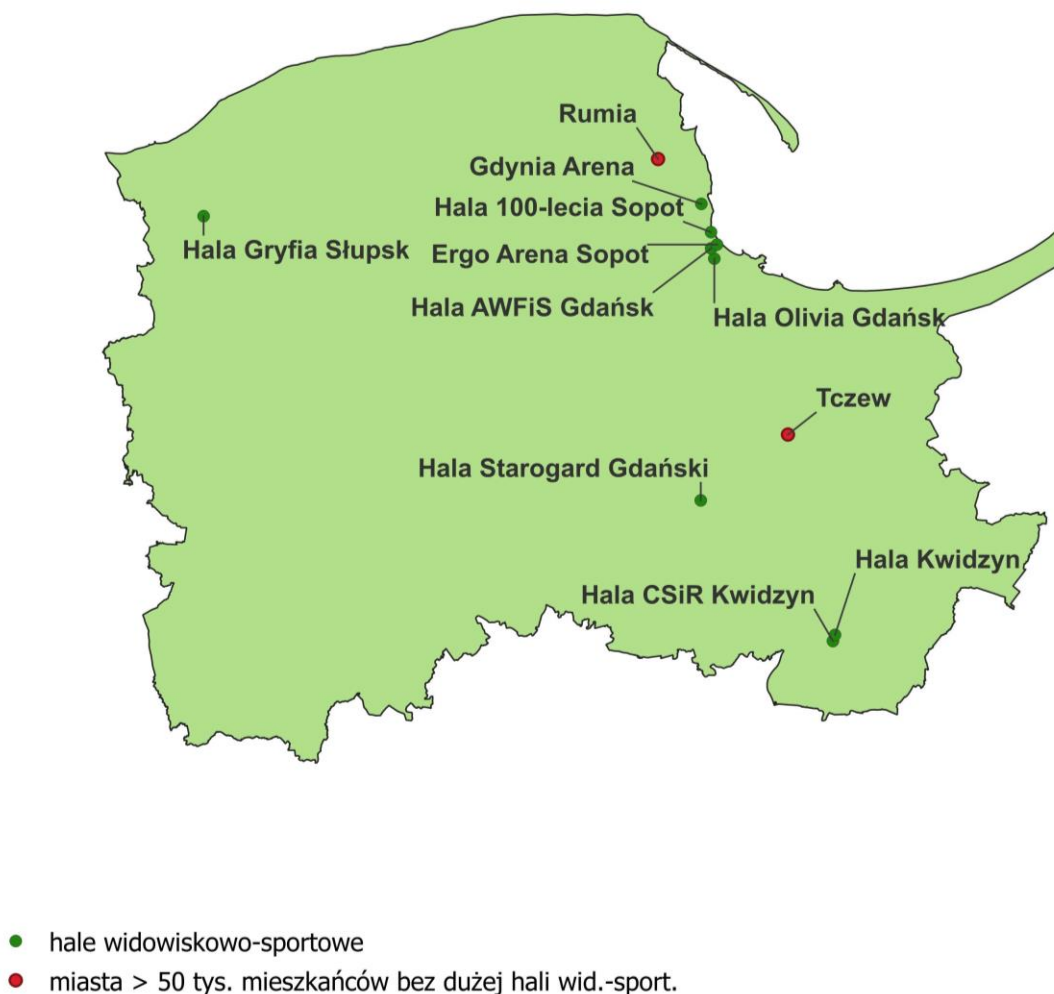 Rumia
Gdynia Arena
Hala 100-lecia Sopot
Hala Gryfia Słupsk
Ergo Arena Sopot
Hala AWFiS Gdańsk
Hala Olivia Gdańsk
Tczew
Hala Starogard Gdański
Hala Kwidzyn
Hala CSiR Kwidzyn
hale widowiskowo-sportowe
miasta > 50 tys. mieszkańców bez dużej hali wid.-sport.